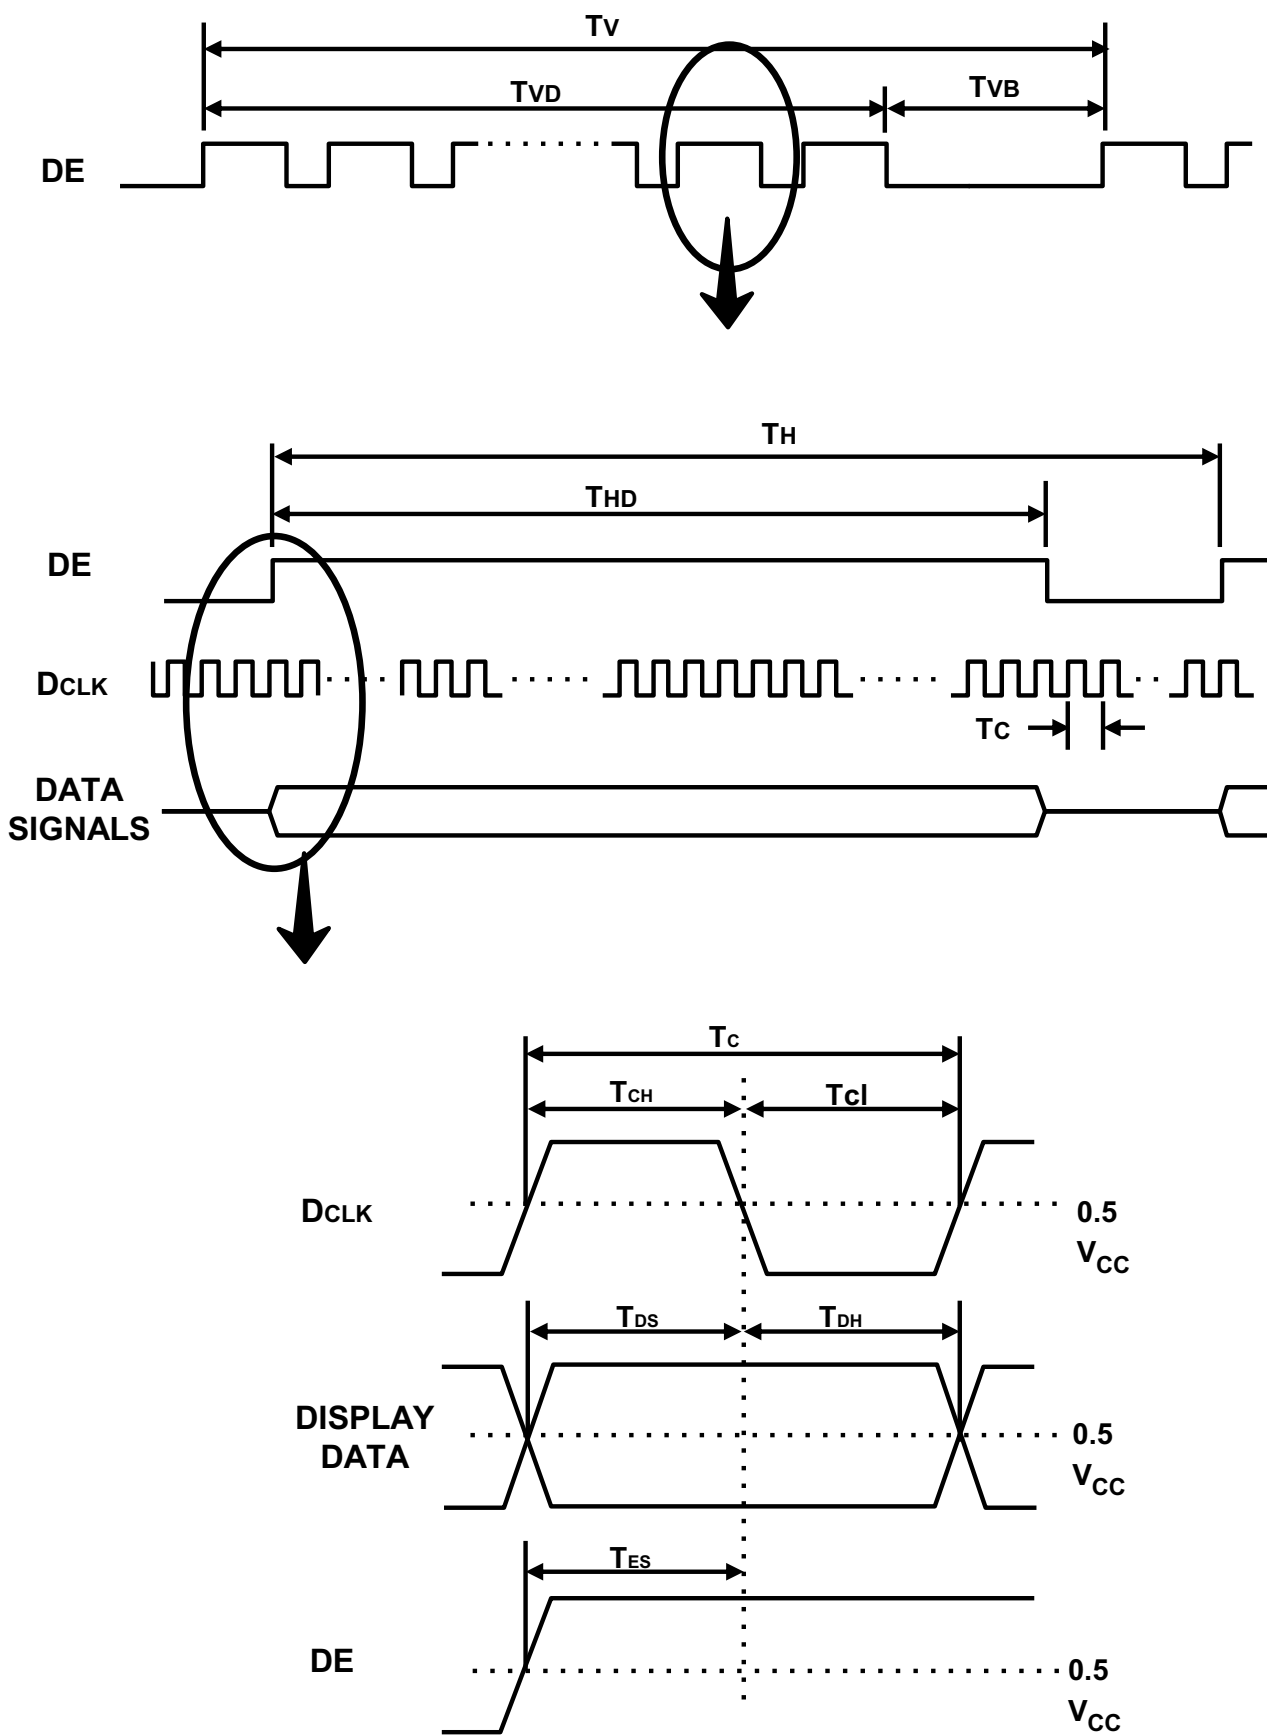 TV
TVD
TVB
DE
TH
THD
DE
DCLK
TC
DATA
SIGNALS
TC
TCH
Tcl
DCLK
0.5
VCC
TDS
TDH
DISPLAY
DATA
0.5
VCC
TES
DE
0.5
VCC